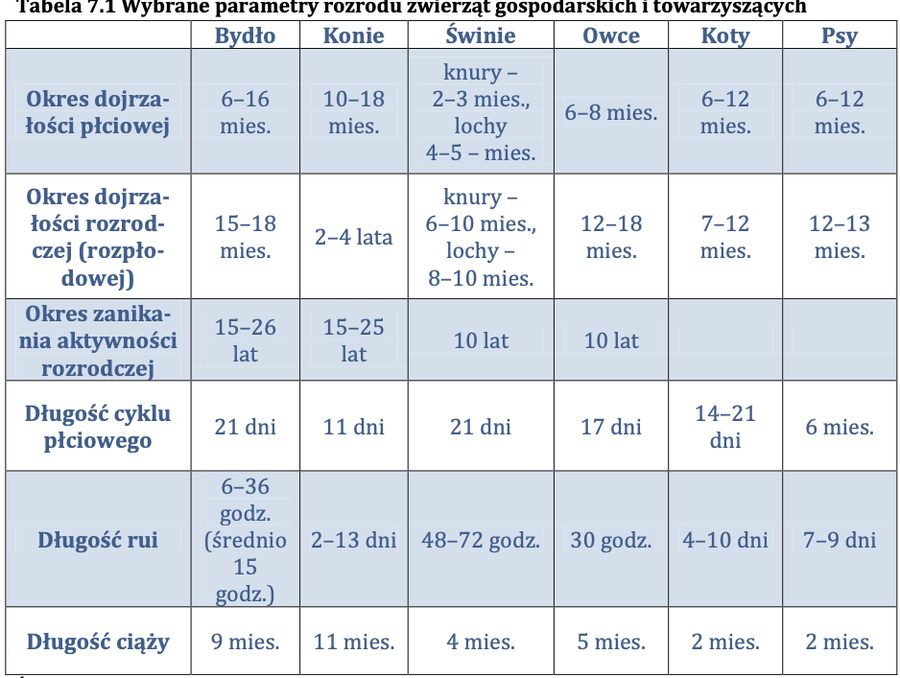 Tabela 7.1 Wybrane parametry rozrodu zwierząt gospodarskich i towarzyszących
Bydło Konie Świnie Owce Koty Psy
Okres dojrza-
łości płciowej
6–16
mies.
10–18
mies.
knury –
2–3 mies.,
lochy
4–5 – mies.
6–8 mies.
6–12
mies.
6–12
mies.
Okres dojrza-
łości rozrod-
czej (rozpło-
dowej)
15–18
mies.
2–4 lata
knury –
6–10 mies.,
lochy –
8–10 mies.
12–18
mies.
7–12
mies.
12–13
mies.
Okres zanika-
nia aktywności
rozrodczej
15–26
lat
15–25
lat
10 lat
10 lat
Długość cyklu
płciowego
21 dni
11 dni
21 dni
17 dni
14–21
dni
6 mies.
Długość rui
6–36
godz.
(średnio
15
godz.)
2–13 dni
48–72 godz.
30 godz.
4–10 dni
7–9 dni
Długość ciąży
9 mies.
11 mies.
4 mies.
5 mies.
2 mies.
2 mies.